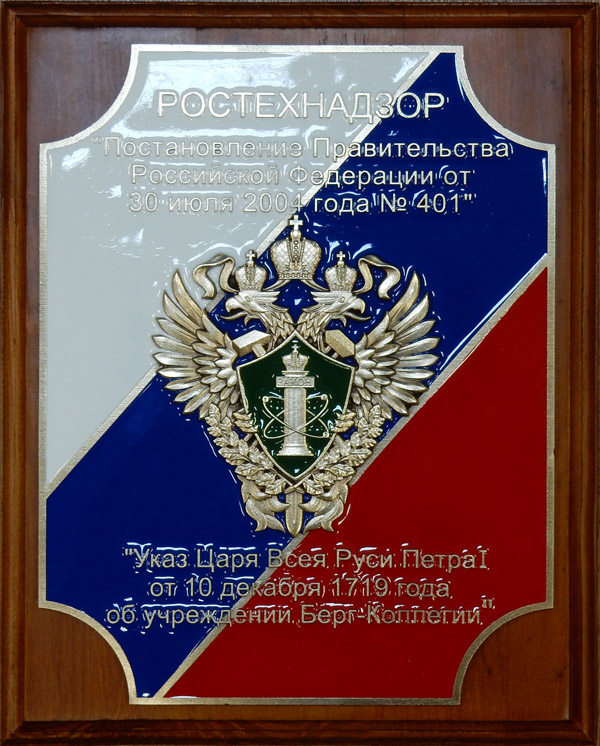 РОСТЕХНАДЗОР
"Постановление Правительства
Российской Федерации от
30 июля 2004 года № 401"
ЗАКОН
"Указ Царя Всея Руси Петра I
от 10 декабря 1719 года
об учреждении Берг-Коллегии"